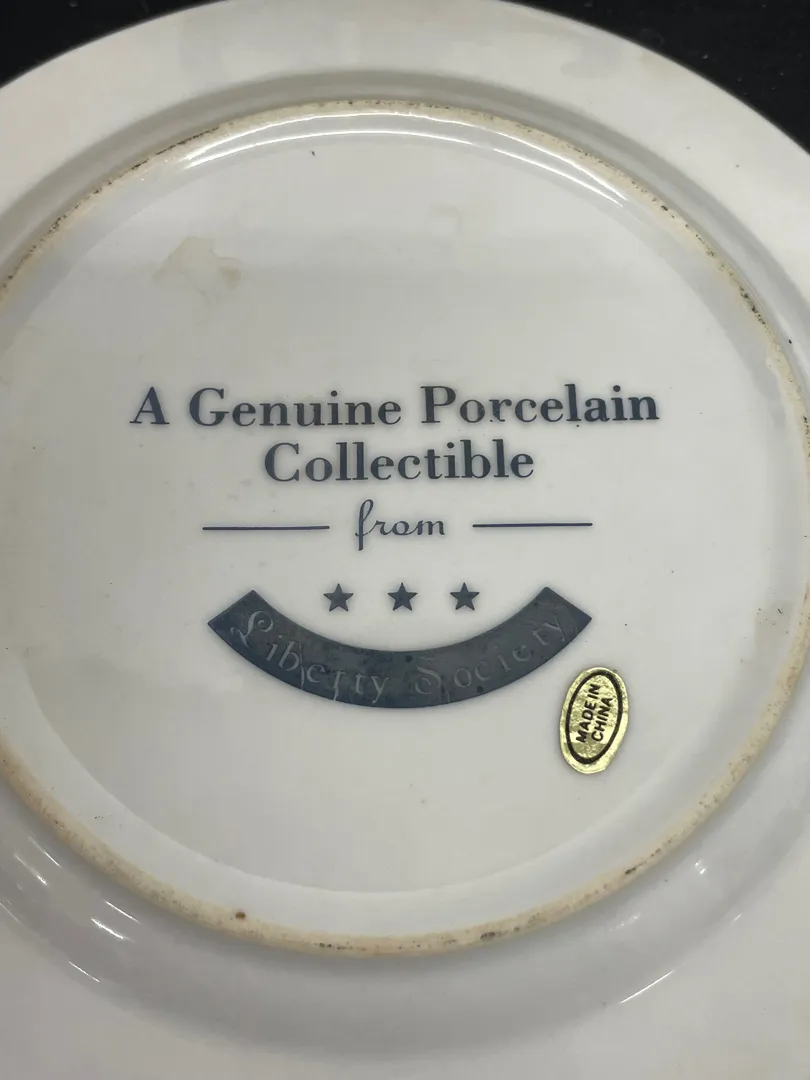 A Genuine Porcelain
Collectible
from
Liberty Society
MADE IN
CHINA